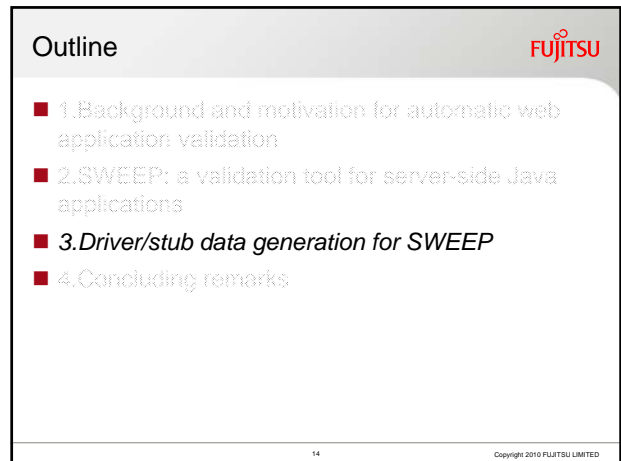 Outline
FUJITSU
1.Background and motivation for automatic web
application validation
2.SWEEP: a validation tool for server-side Java
applications
3.Driver/stub data generation for SWEEP
4.Concluding remarks
14
Copyright 2010 FUJITSU LIMITED